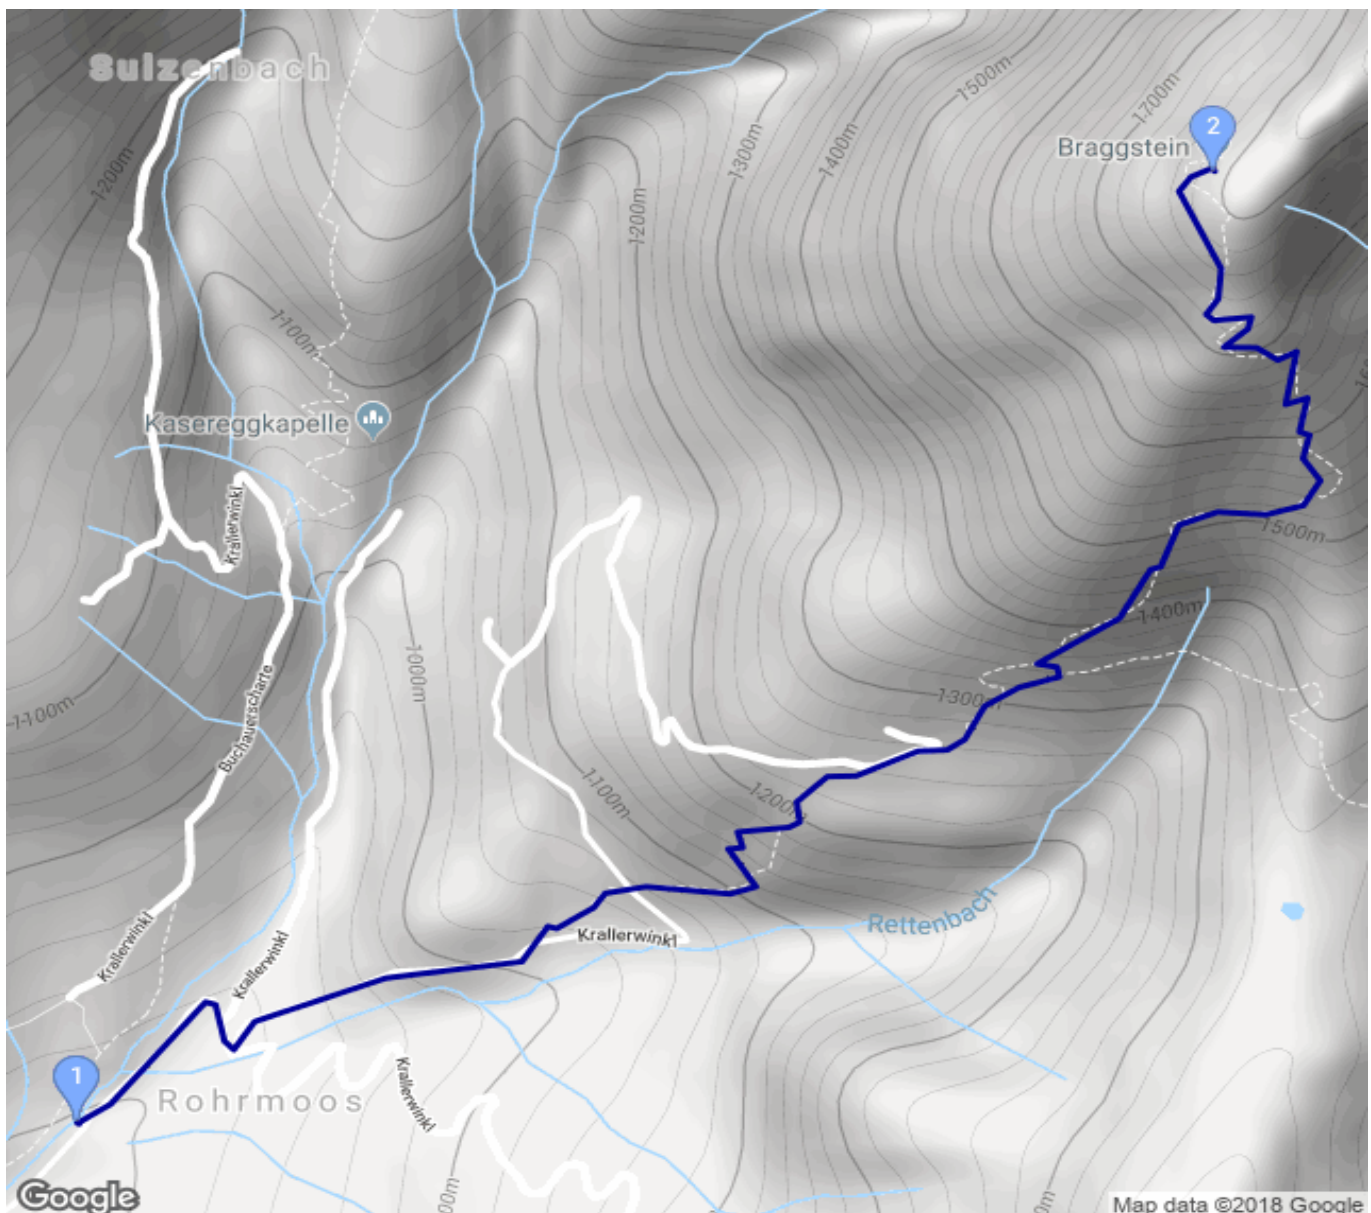 Sulzenbach
1500m
1700m
2
Braggstein
1300m
1400m
1200m
1200m
1100m
Kasereggkapelle
Krallerwinkl
1500m
1400m
1000m
1300m
Buchauerscharte
1100m
1100m
1200m
Krallerwinkl
Krallerwinkl
Krallerwinkl
Rettenbach
1
Rohrmoos
Krallerwinkl
Google
Map data ©2018 Google